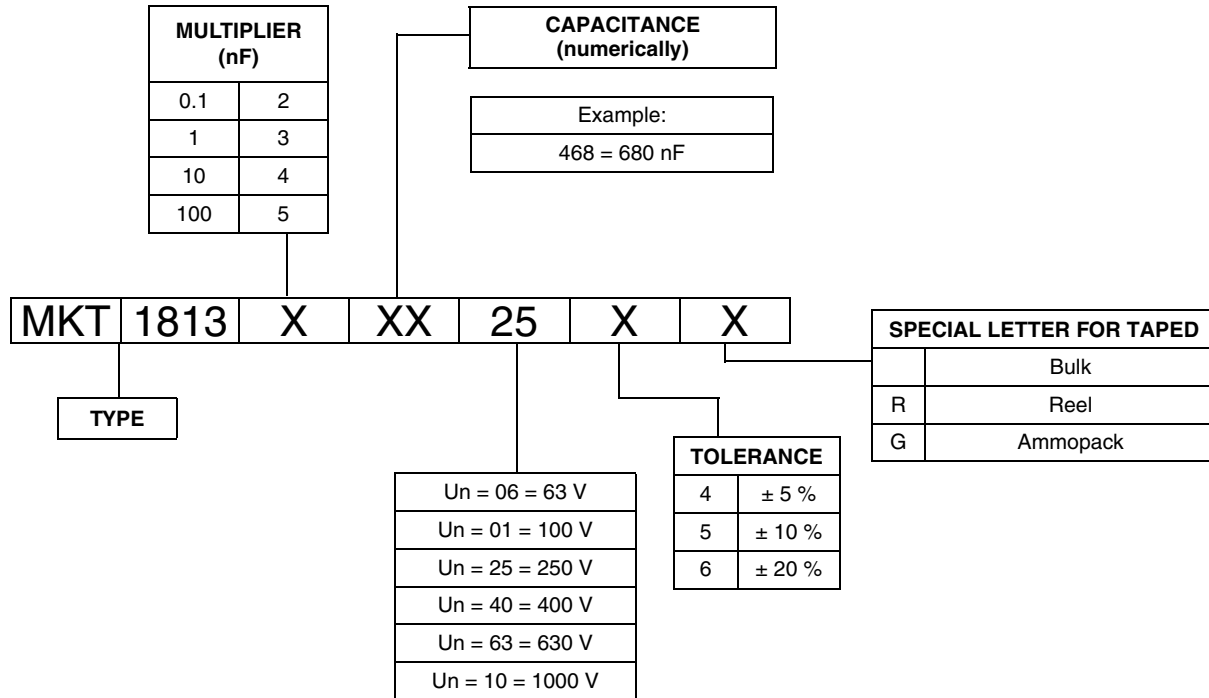 MULTIPLIER
(nF)
0.1 2
1 3
10 4
100 5
CAPACITANCE
(numerically)
Example:
468 = 680 nF
MKT 1813 X XX 25 X X
TYPE
Un = 06 = 63 V
Un = 01 = 100 V
Un = 25 = 250 V
Un = 40 = 400 V
Un = 63 = 630 V
Un = 10 = 1000 V
TOLERANCE
4 ± 5 %
5 ± 10 %
6 ± 20 %
SPECIAL LETTER FOR TAPED
Bulk
R Reel
G Ammopack